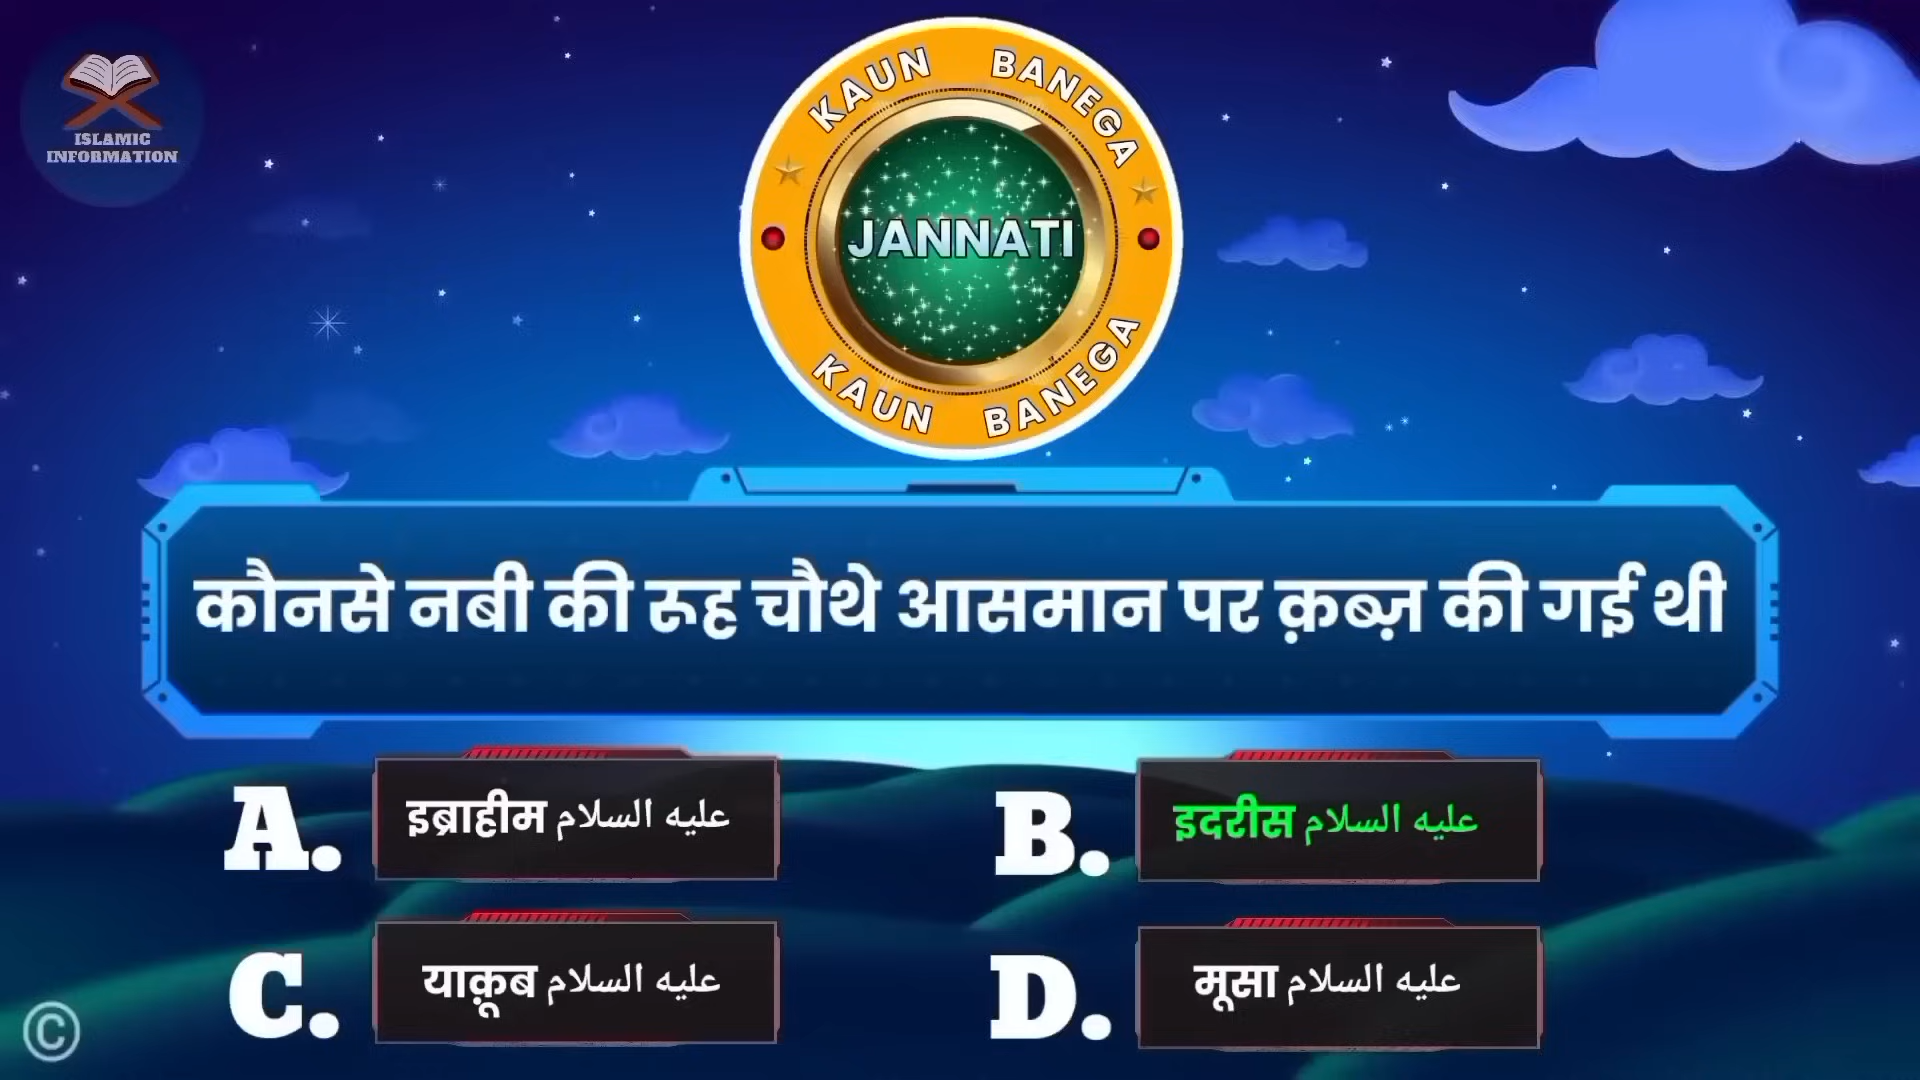 ISLAMIC
INFORMATION
KAUN BANEGA
JANNATI
KAUN BANEGA
कौनसे नबी की रूह चौथे आसमान पर क़ब्ज़ की गई थी
A. इब्राहीम عليه السلام
B. इदरीस عليه السلام
C. याक़ूब عليه السلام
D. मूसा عليه السلام
©